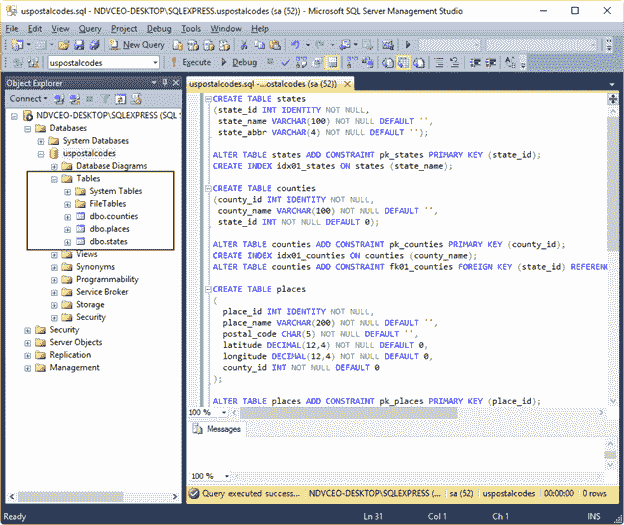 uspostalcodes.sql - NDVCEO-DESKTOP\SQLEXPRESS.uspostalcodes (sa (52)) - Microsoft SQL Server Management Studio
File Edit View Query Project Debug Tools Window Help
New Query
uspostalcodes Execute Debug
Object Explorer
Connect
NDVCEO-DESKTOP\SQLEXPRESS (SQL S
Databases
System Databases
uspostalcodes
Database Diagrams
Tables
System Tables
FileTables
dbo.counties
dbo.places
dbo.states
Views
Synonyms
Programmability
Service Broker
Storage
Security
Security
Server Objects
Replication
Management
uspostalcodes.sql -...ostalcodes (sa (52))
CREATE TABLE states
(state_id INT IDENTITY NOT NULL,
state_name VARCHAR(100) NOT NULL DEFAULT '',
state_abbr VARCHAR(4) NOT NULL DEFAULT '');
ALTER TABLE states ADD CONSTRAINT pk_states PRIMARY KEY (state_id);
CREATE INDEX idx01_states ON states (state_name);
CREATE TABLE counties
(county_id INT IDENTITY NOT NULL,
county_name VARCHAR(100) NOT NULL DEFAULT '',
state_id INT NOT NULL DEFAULT 0);
ALTER TABLE counties ADD CONSTRAINT pk_counties PRIMARY KEY (county_id);
CREATE INDEX idx01_counties ON counties (county_name);
ALTER TABLE counties ADD CONSTRAINT fk01_counties FOREIGN KEY (state_id) REFERENC
CREATE TABLE places
(
place_id INT IDENTITY NOT NULL,
place_name VARCHAR(200) NOT NULL DEFAULT '',
postal_code CHAR(5) NOT NULL DEFAULT '',
latitude DECIMAL(12,4) NOT NULL DEFAULT 0,
longitude DECIMAL(12,4) NOT NULL DEFAULT 0,
county_id INT NOT NULL DEFAULT 0
);
ALTER TABLE places ADD CONSTRAINT pk_places PRIMARY KEY (place_id);
100 %
Messages
100 %
Query executed success... NDVCEO-DESKTOP\SQLEXPRESS (... sa (52) uspostalcodes 00:00:00 0 rows
Ready Ln 31 Col 1 Ch 1 INS